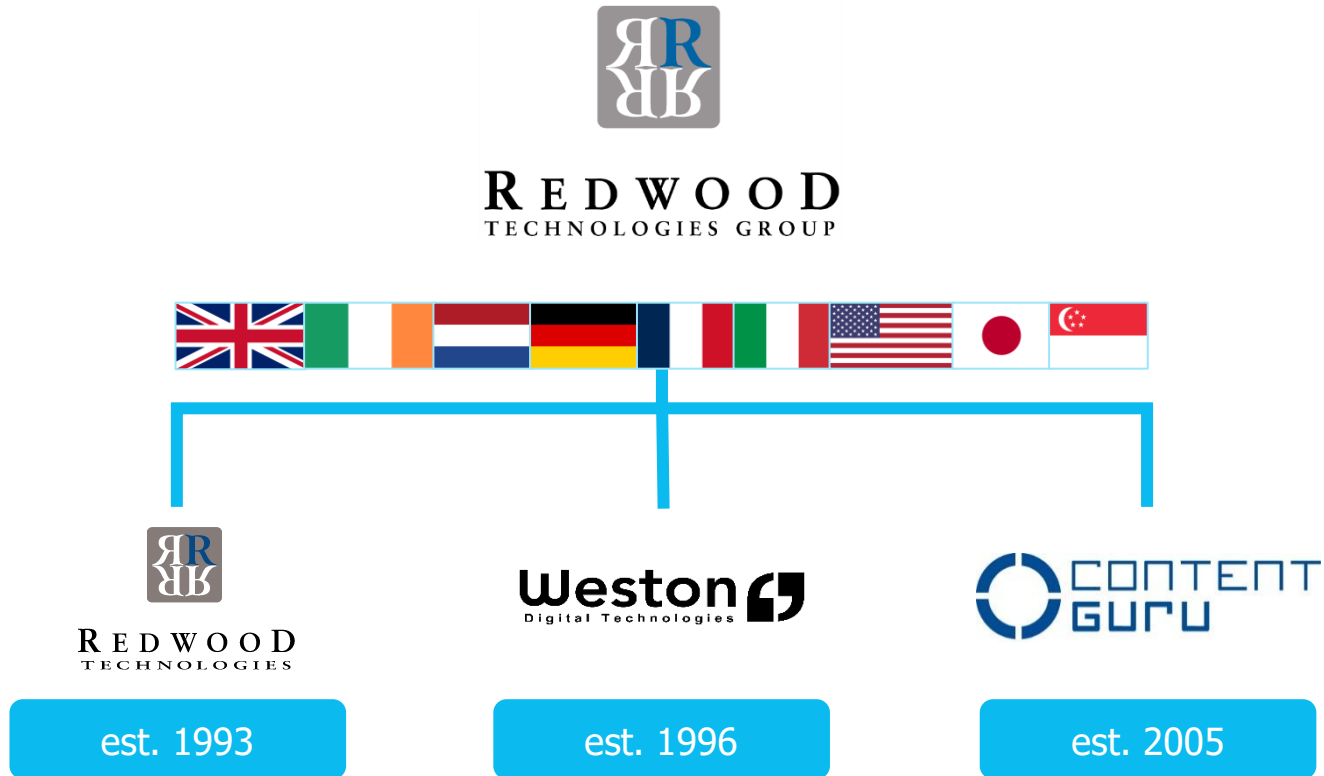 REDWOOD
TECHNOLOGIES GROUP
REDWOOD
TECHNOLOGIES
Weston
Digital Technologies
CONTENT
GURU
est. 1993
est. 1996
est. 2005